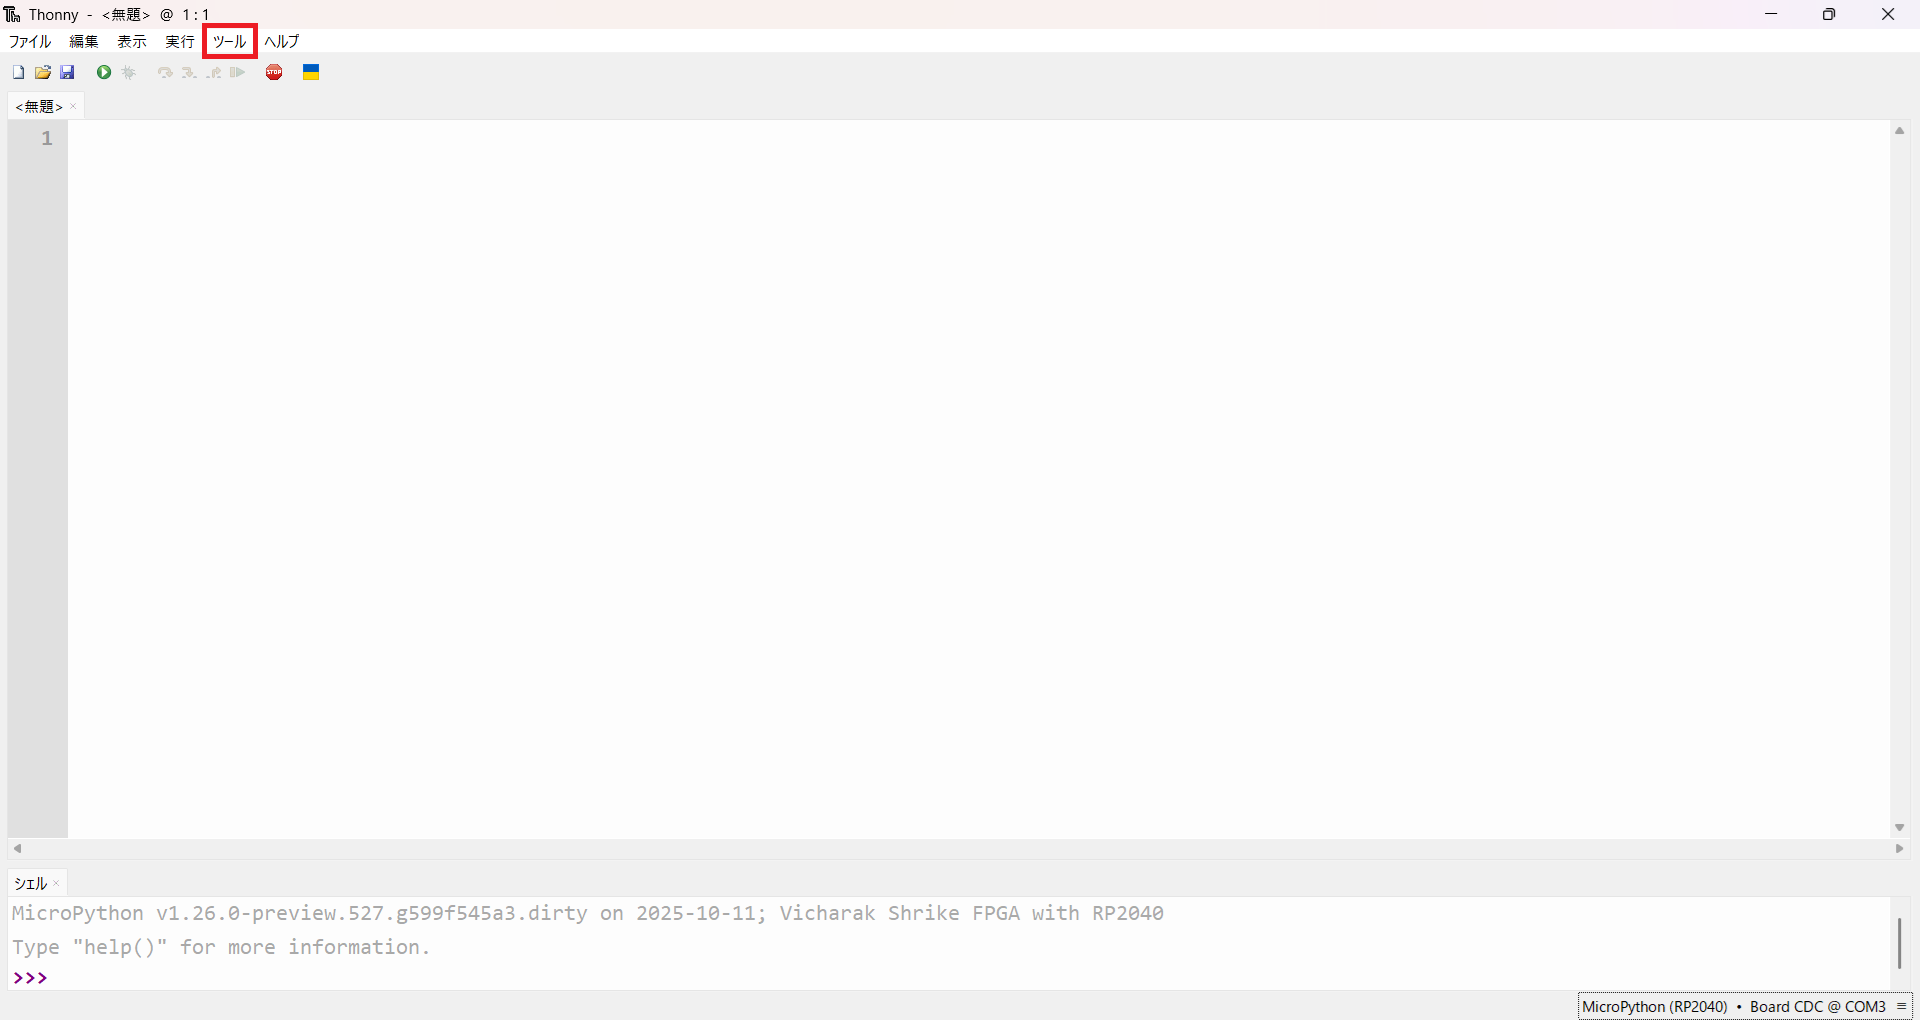 Thonny - <無題> @ 1:1
ファイル 編集 表示 実行 ツール ヘルプ
STOP
<無題> ×
1
シェル ×
MicroPython v1.26.0-preview.527.g599f545a3.dirty on 2025-10-11; Vicharak Shrike FPGA with RP2040
Type "help()" for more information.
>>>
MicroPython (RP2040) • Board CDC @ COM3 ≡